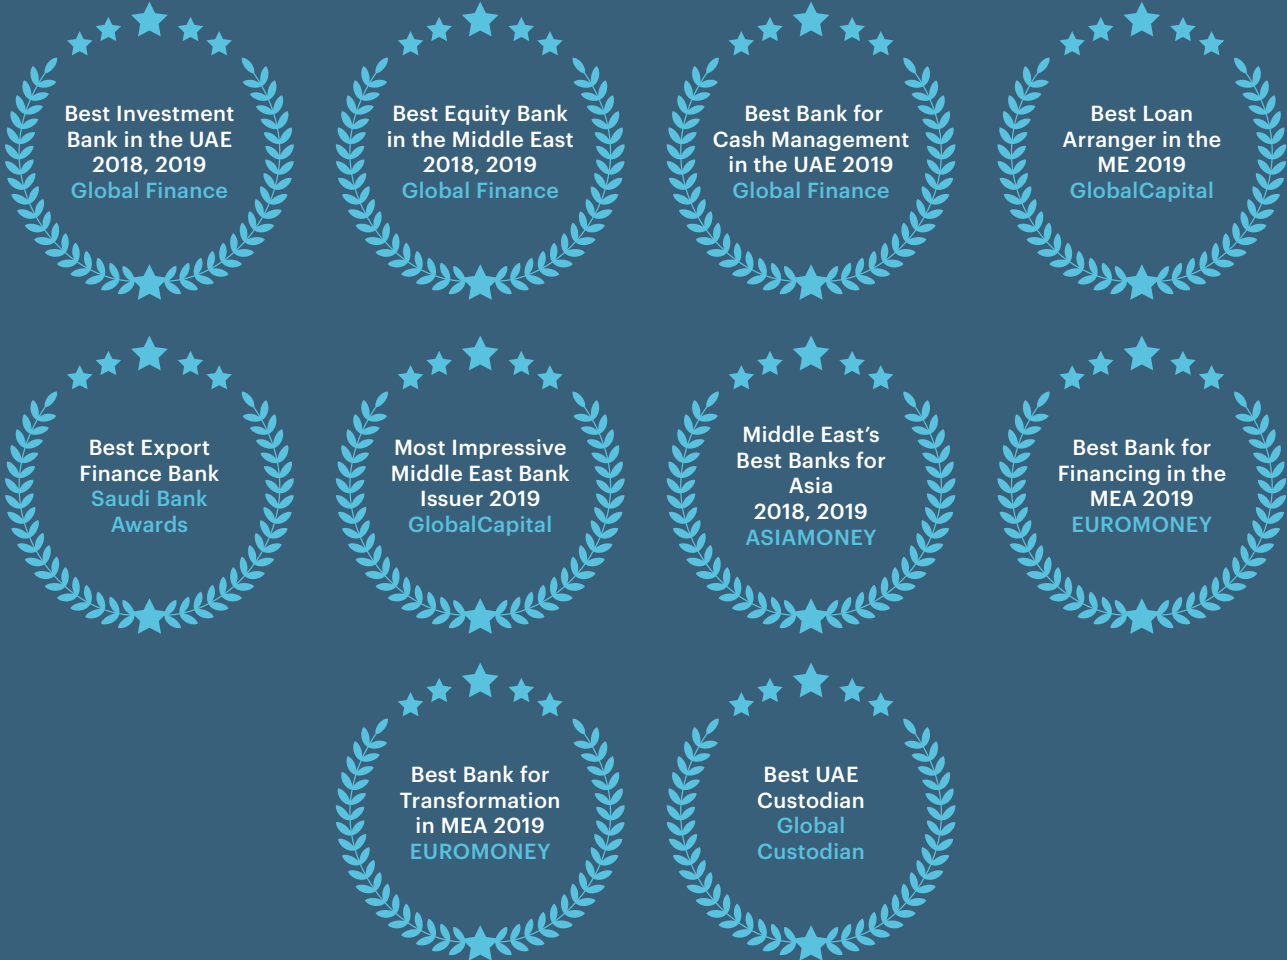 Best Investment
Bank in the UAE
2018, 2019
Global Finance
Best Equity Bank
in the Middle East
2018, 2019
Global Finance
Best Bank for
Cash Management
in the UAE 2019
Global Finance
Best Loan
Arranger in the
ME 2019
GlobalCapital
Best Export
Finance Bank
Saudi Bank
Awards
Most Impressive
Middle East Bank
Issuer 2019
GlobalCapital
Middle East’s
Best Banks for
Asia
2018, 2019
ASIAMONEY
Best Bank for
Financing in the
MEA 2019
EUROMONEY
Best Bank for
Transformation
in MEA 2019
EUROMONEY
Best UAE
Custodian
Global
Custodian